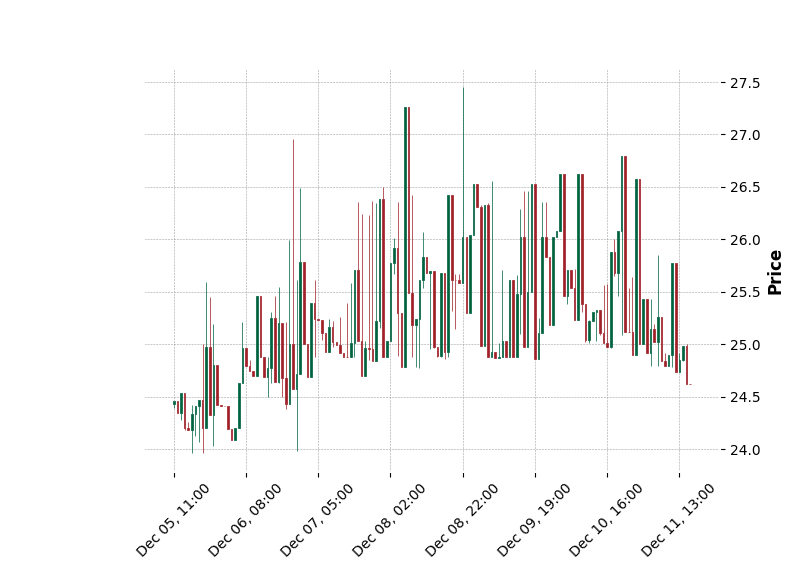 27.5
27.0
26.5
26.0
25.5
25.0
24.5
24.0
Price
Dec 05, 11:00
Dec 06, 08:00
Dec 07, 05:00
Dec 08, 02:00
Dec 08, 22:00
Dec 09, 19:00
Dec 10, 16:00
Dec 11, 13:00